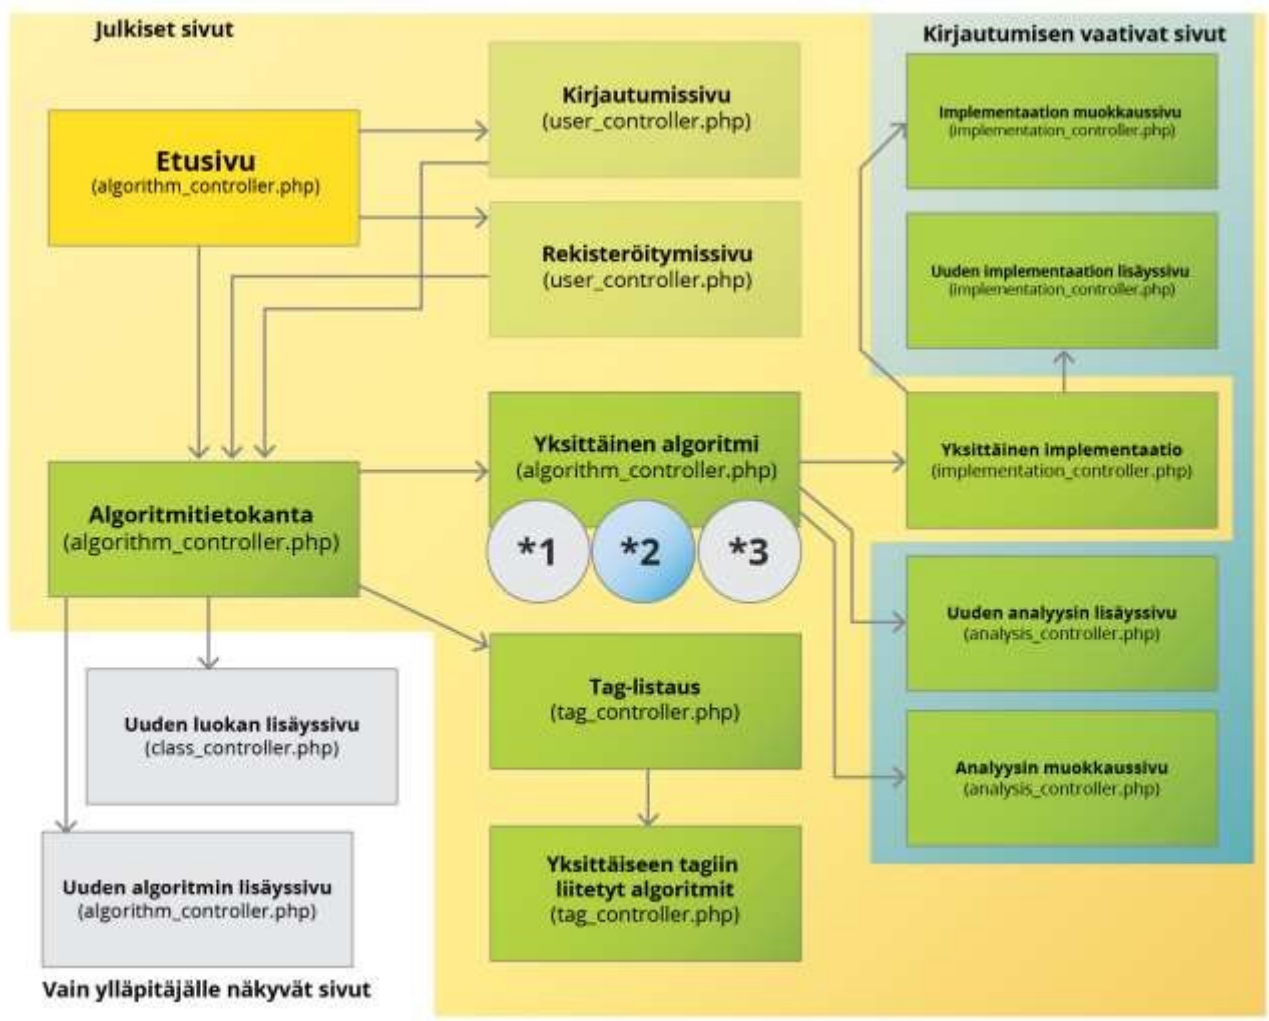 Julkiset sivut
Kirjautumisen vaativat sivut
Etusivu
(algorithm_controller.php)
Kirjautumissivu
(user_controller.php)
Rekisteröitymissivu
(user_controller.php)
Implementaation muokkaussivu
(implementation_controller.php)
Uuden implementaation lisäyssivu
(implementation_controller.php)
Algoritmitietokanta
(algorithm_controller.php)
Yksittäinen algoritmi
(algorithm_controller.php)
*1
*2
*3
Yksittäinen implementaatio
(implementation_controller.php)
Uuden analyysin lisäyssivu
(analysis_controller.php)
Analyysin muokkaussivu
(analysis_controller.php)
Tag-listaus
(tag_controller.php)
Yksittäiseen tagiin
liitetyt algoritmit
(tag_controller.php)
Uuden luokan lisäyssivu
(class_controller.php)
Uuden algoritmin lisäyssivu
(algorithm_controller.php)
Vain ylläpitäjälle näkyvät sivut